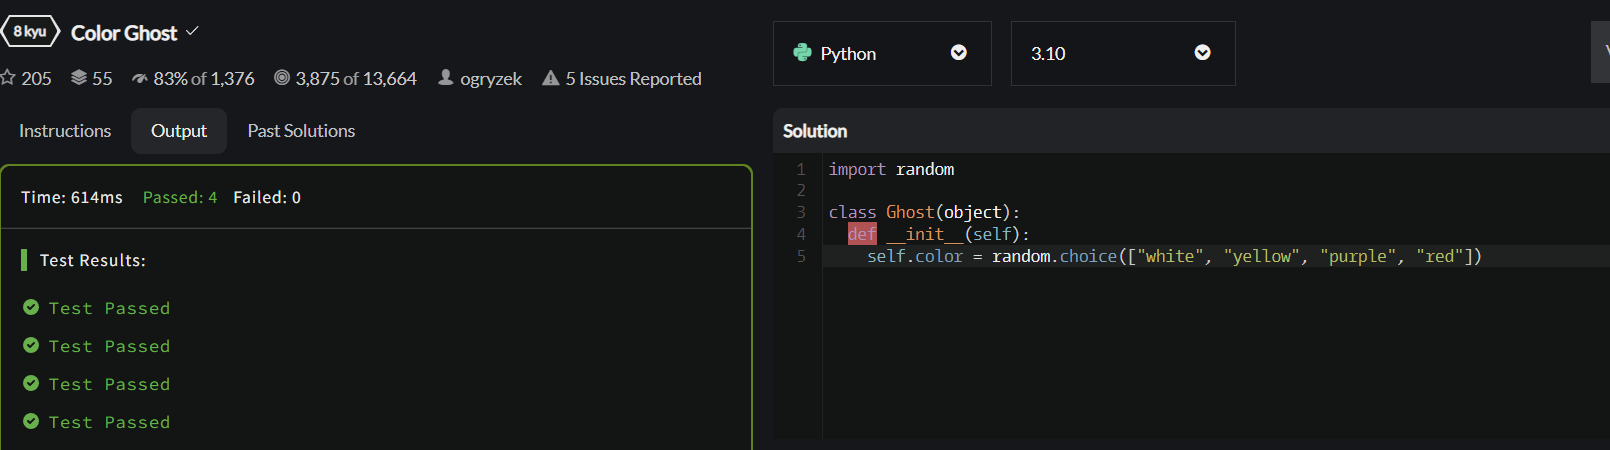 8 kyu Color Ghost
205 55 83% of 1,376 3,875 of 13,664 ogryzek 5 Issues Reported
Instructions Output Past Solutions
Time: 614ms Passed: 4 Failed: 0
Test Results:
Test Passed
Test Passed
Test Passed
Test Passed
Python 3.10
Solution
1 import random
2
3 class Ghost(object):
4 def __init__(self):
5 self.color = random.choice(["white", "yellow", "purple", "red"])